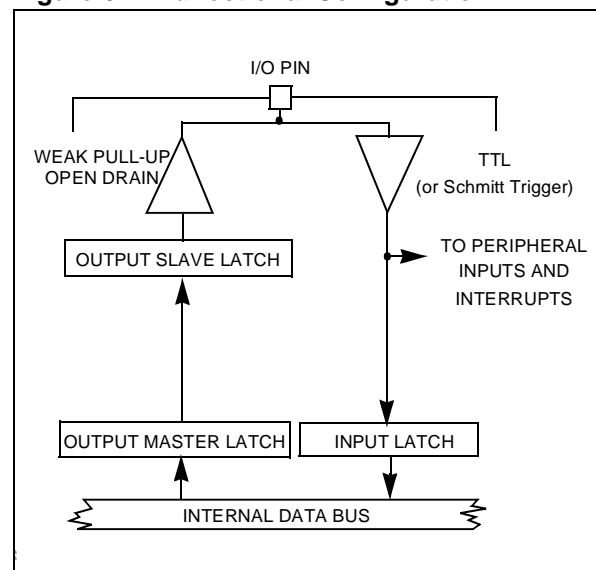 I/O PIN
WEAK PULL-UP
OPEN DRAIN
TTL
(or Schmitt Trigger)
OUTPUT SLAVE LATCH
TO PERIPHERAL
INPUTS AND
INTERRUPTS
OUTPUT MASTER LATCH
INPUT LATCH
INTERNAL DATA BUS